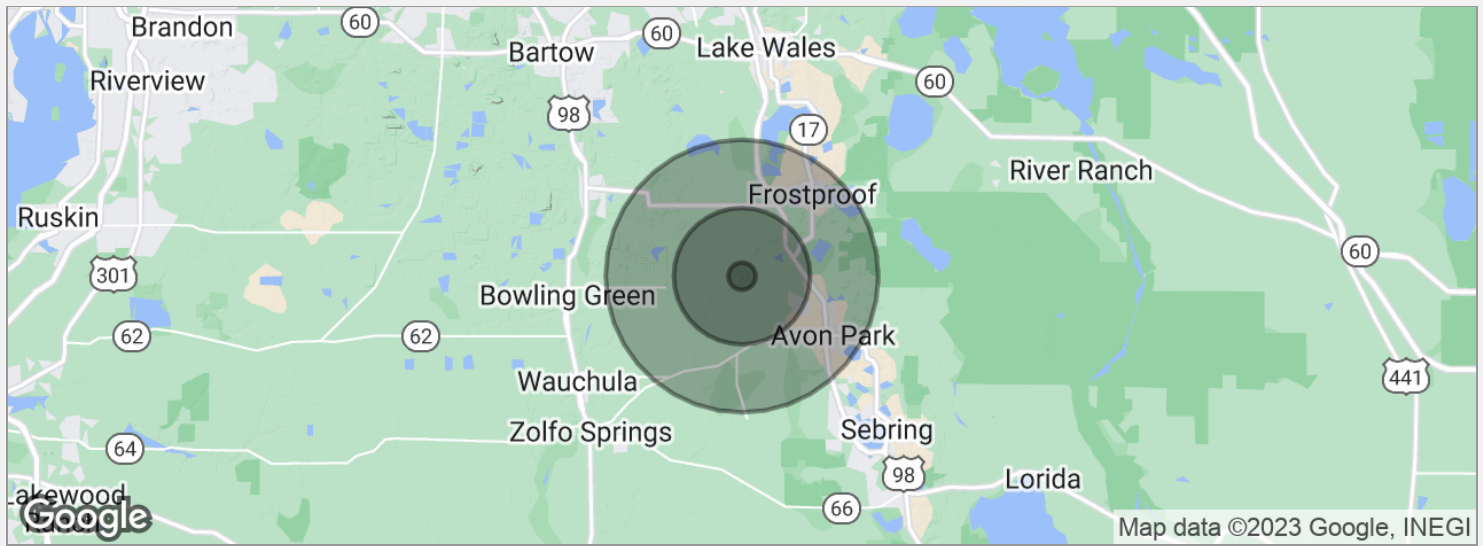 Brandon
60
60
Bartow
Lake Wales
Riverview
60
98
17
River Ranch
Frostproof
Ruskin
60
301
Bowling Green
62
62
Avon Park
441
Wauchula
Zolfo Springs
Sebring
64
98
Lorida
Lakewood
Ranch
Google
66
Map data ©2023 Google, INEGI